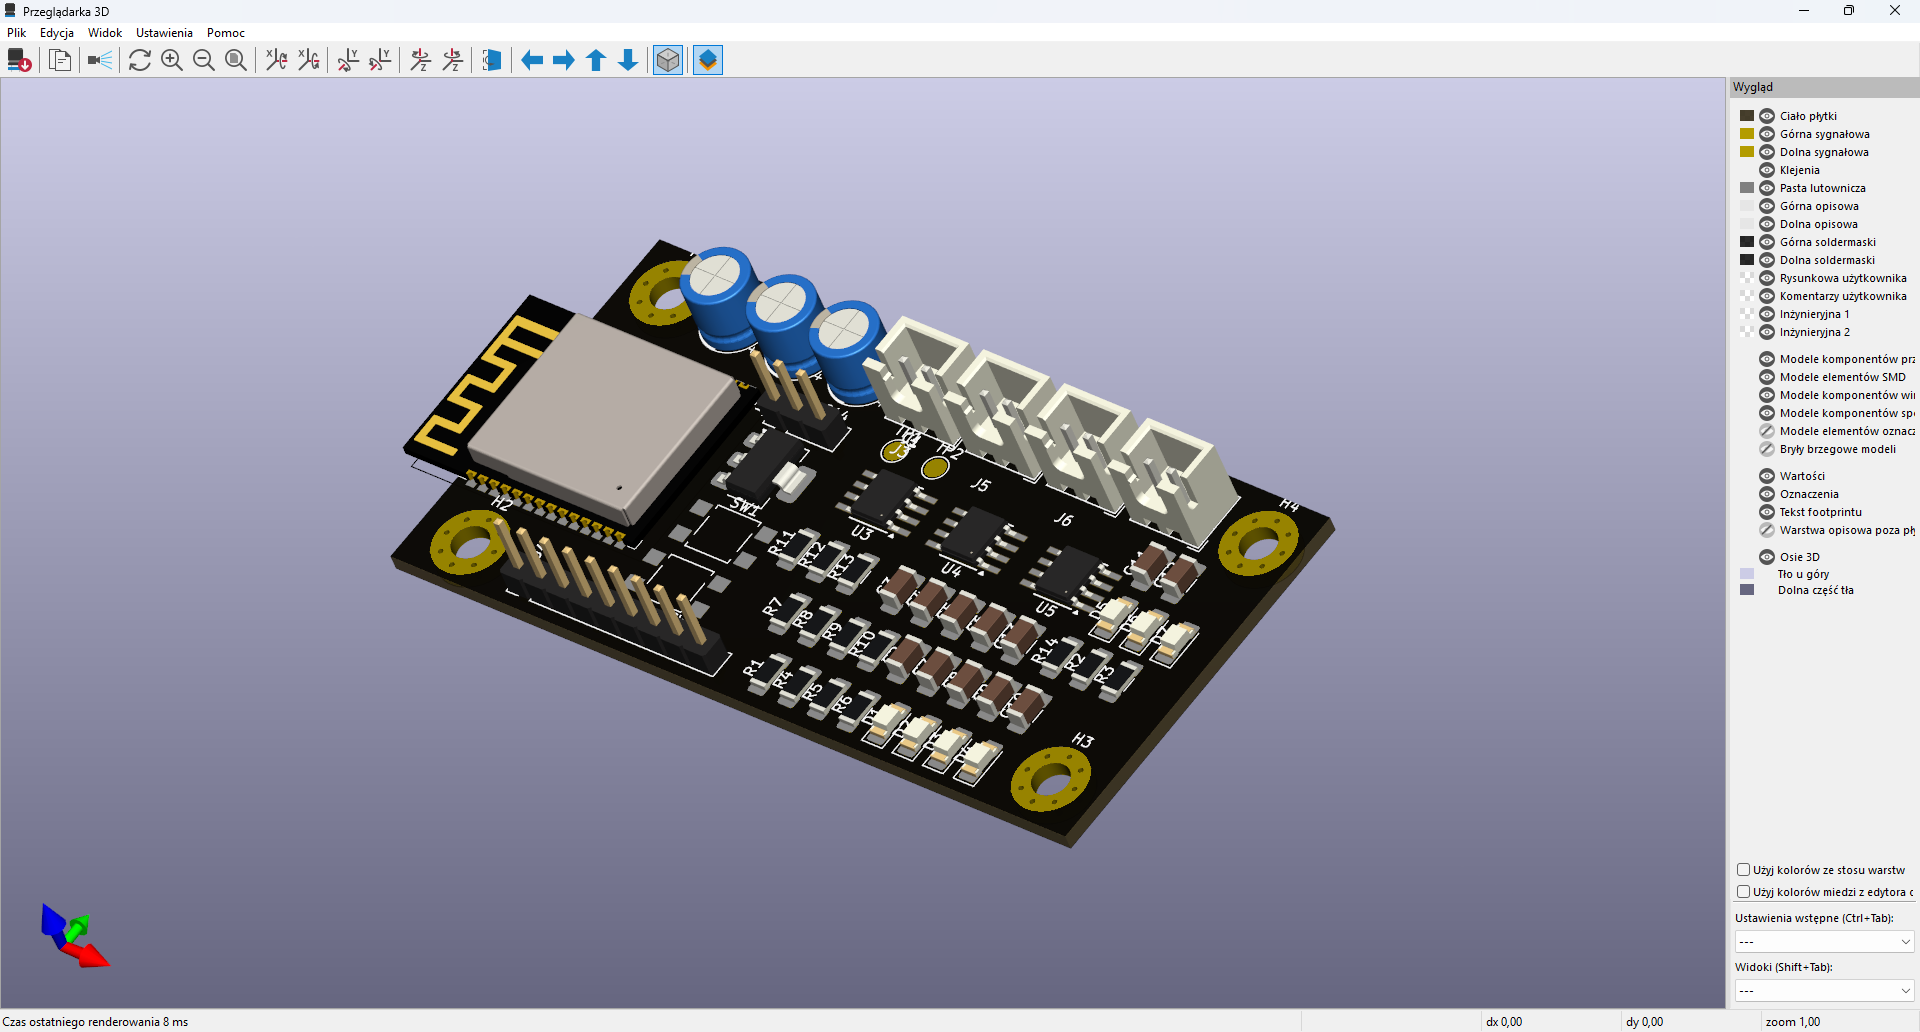 Przeglądarka 3D
Plik Edycja Widok Ustawienia Pomoc
Wygląd
Ciało płytki
Górna sygnałowa
Dolna sygnałowa
Klejenia
Pasta lutownicza
Górna opisowa
Dolna opisowa
Górna soldermaski
Dolna soldermaski
Rysunkowa użytkownika
Komentarzy użytkownika
Inżynieryjna 1
Inżynieryjna 2
Modele komponentów prz
Modele elementów SMD
Modele komponentów wi
Modele komponentów sp
Modele elementów oznacz
Bryły brzegowe modeli
Wartości
Oznaczenia
Tekst footprintu
Warstwa opisowa poza pł
Osie 3D
Tło u góry
Dolna część tła
Użyj kolorów ze stosu warstw
Użyj kolorów miedzi z edytora
Ustawienia wstępne (Ctrl+Tab):
---
Widoki (Shift+Tab):
---
H2
H4
H3
J3
TP2
J5
J6
SW1
U3
U4
U5
R11
R12
R13
R7
R8
R9
R10
R1
R4
R5
R6
R14
R2
R3
Czas ostatniego renderowania 8 ms
dx 0,00
dy 0,00
zoom 1,00